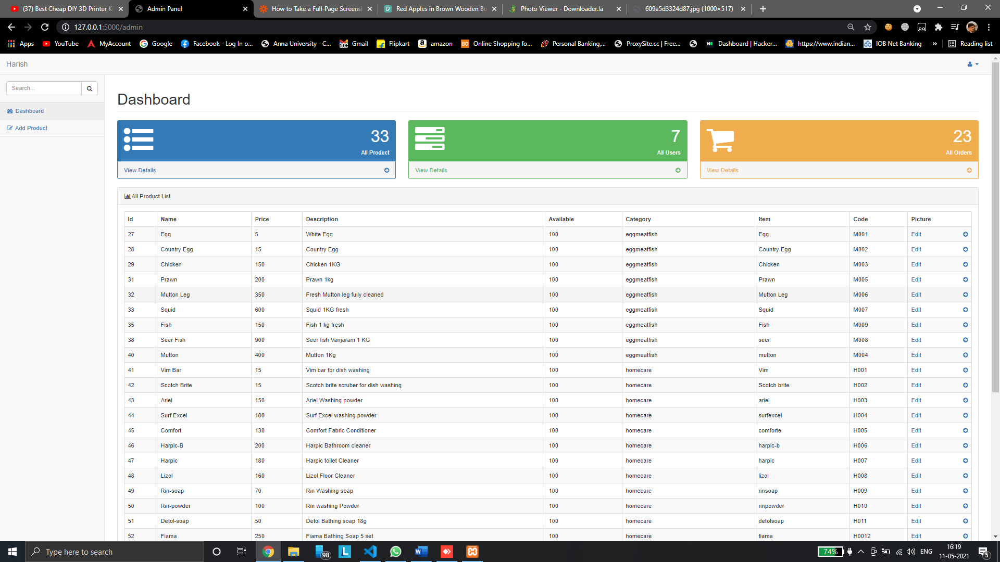 (37) Best Cheap DIY 3D Printer Ki
Admin Panel
How to Take a Full-Page Screensh
Red Apples in Brown Wooden Bu
Photo Viewer - Downloader.la
609a5d3324d87.jpg (1000×517)
127.0.0.1:5000/admin
Apps YouTube MyAccount Google Facebook - Log In o... Anna University - C... Gmail Flipkart amazon Online Shopping fo... Personal Banking,... ProxySite.cc | Free... Dashboard | Hacker... https://www.indian... IOB Net Banking » Reading list
Harish
Search...
Dashboard
Add Product
Dashboard
33
All Product
View Details
7
All Users
View Details
23
All Orders
View Details
All Product List
Id Name Price Description Available Category Item Code Picture
27 Egg 5 White Egg 100 eggmeatfish Egg M001 Edit
28 Country Egg 15 Country Egg 100 eggmeatfish Country Egg M002 Edit
29 Chicken 150 Chicken 1KG 100 eggmeatfish Chicken M003 Edit
31 Prawn 200 Prawn 1kg 100 eggmeatfish Prawn M005 Edit
32 Mutton Leg 350 Fresh Mutton leg fully cleaned 100 eggmeatfish Mutton Leg M006 Edit
33 Squid 600 Squid 1KG fresh 100 eggmeatfish Squid M007 Edit
35 Fish 150 Fish 1 kg fresh 100 eggmeatfish Fish M009 Edit
38 Seer Fish 900 Seer fish Vanjaram 1 KG 100 eggmeatfish seer M008 Edit
40 Mutton 400 Mutton 1Kg 100 eggmeatfish mutton M004 Edit
41 Vim Bar 15 Vim bar for dish washing 100 homecare Vim H001 Edit
42 Scotch Brite 15 Scotch brite scruber for dish washing 100 homecare Scotch brite H002 Edit
43 Ariel 150 Ariel Washing powder 100 homecare ariel H003 Edit
44 Surf Excel 180 Surf Excel washing powder 100 homecare surfexcel H004 Edit
45 Comfort 130 Comfort Fabric Conditioner 100 homecare comforte H005 Edit
46 Harpic-B 200 Harpic Bathroom cleaner 100 homecare harpic-b H006 Edit
47 Harpic 180 Harpic toilet Cleaner 100 homecare harpic H007 Edit
48 Lizol 160 Lizol Floor Cleaner 100 homecare lizol H008 Edit
49 Rin-soap 70 Rin Washing soap 100 homecare rinsoap H009 Edit
50 Rin-powder 100 Rin washing Powder 100 homecare rinpowder H010 Edit
51 Detol-soap 50 Detol Bathing soap 18g 100 homecare detolsoap H011 Edit
52 Fiama 250 Fiama Bathing Soap 5 set 100 homecare fiama H0012 Edit
Type here to search
98
74%
ENG
16:19
11-05-2021
5